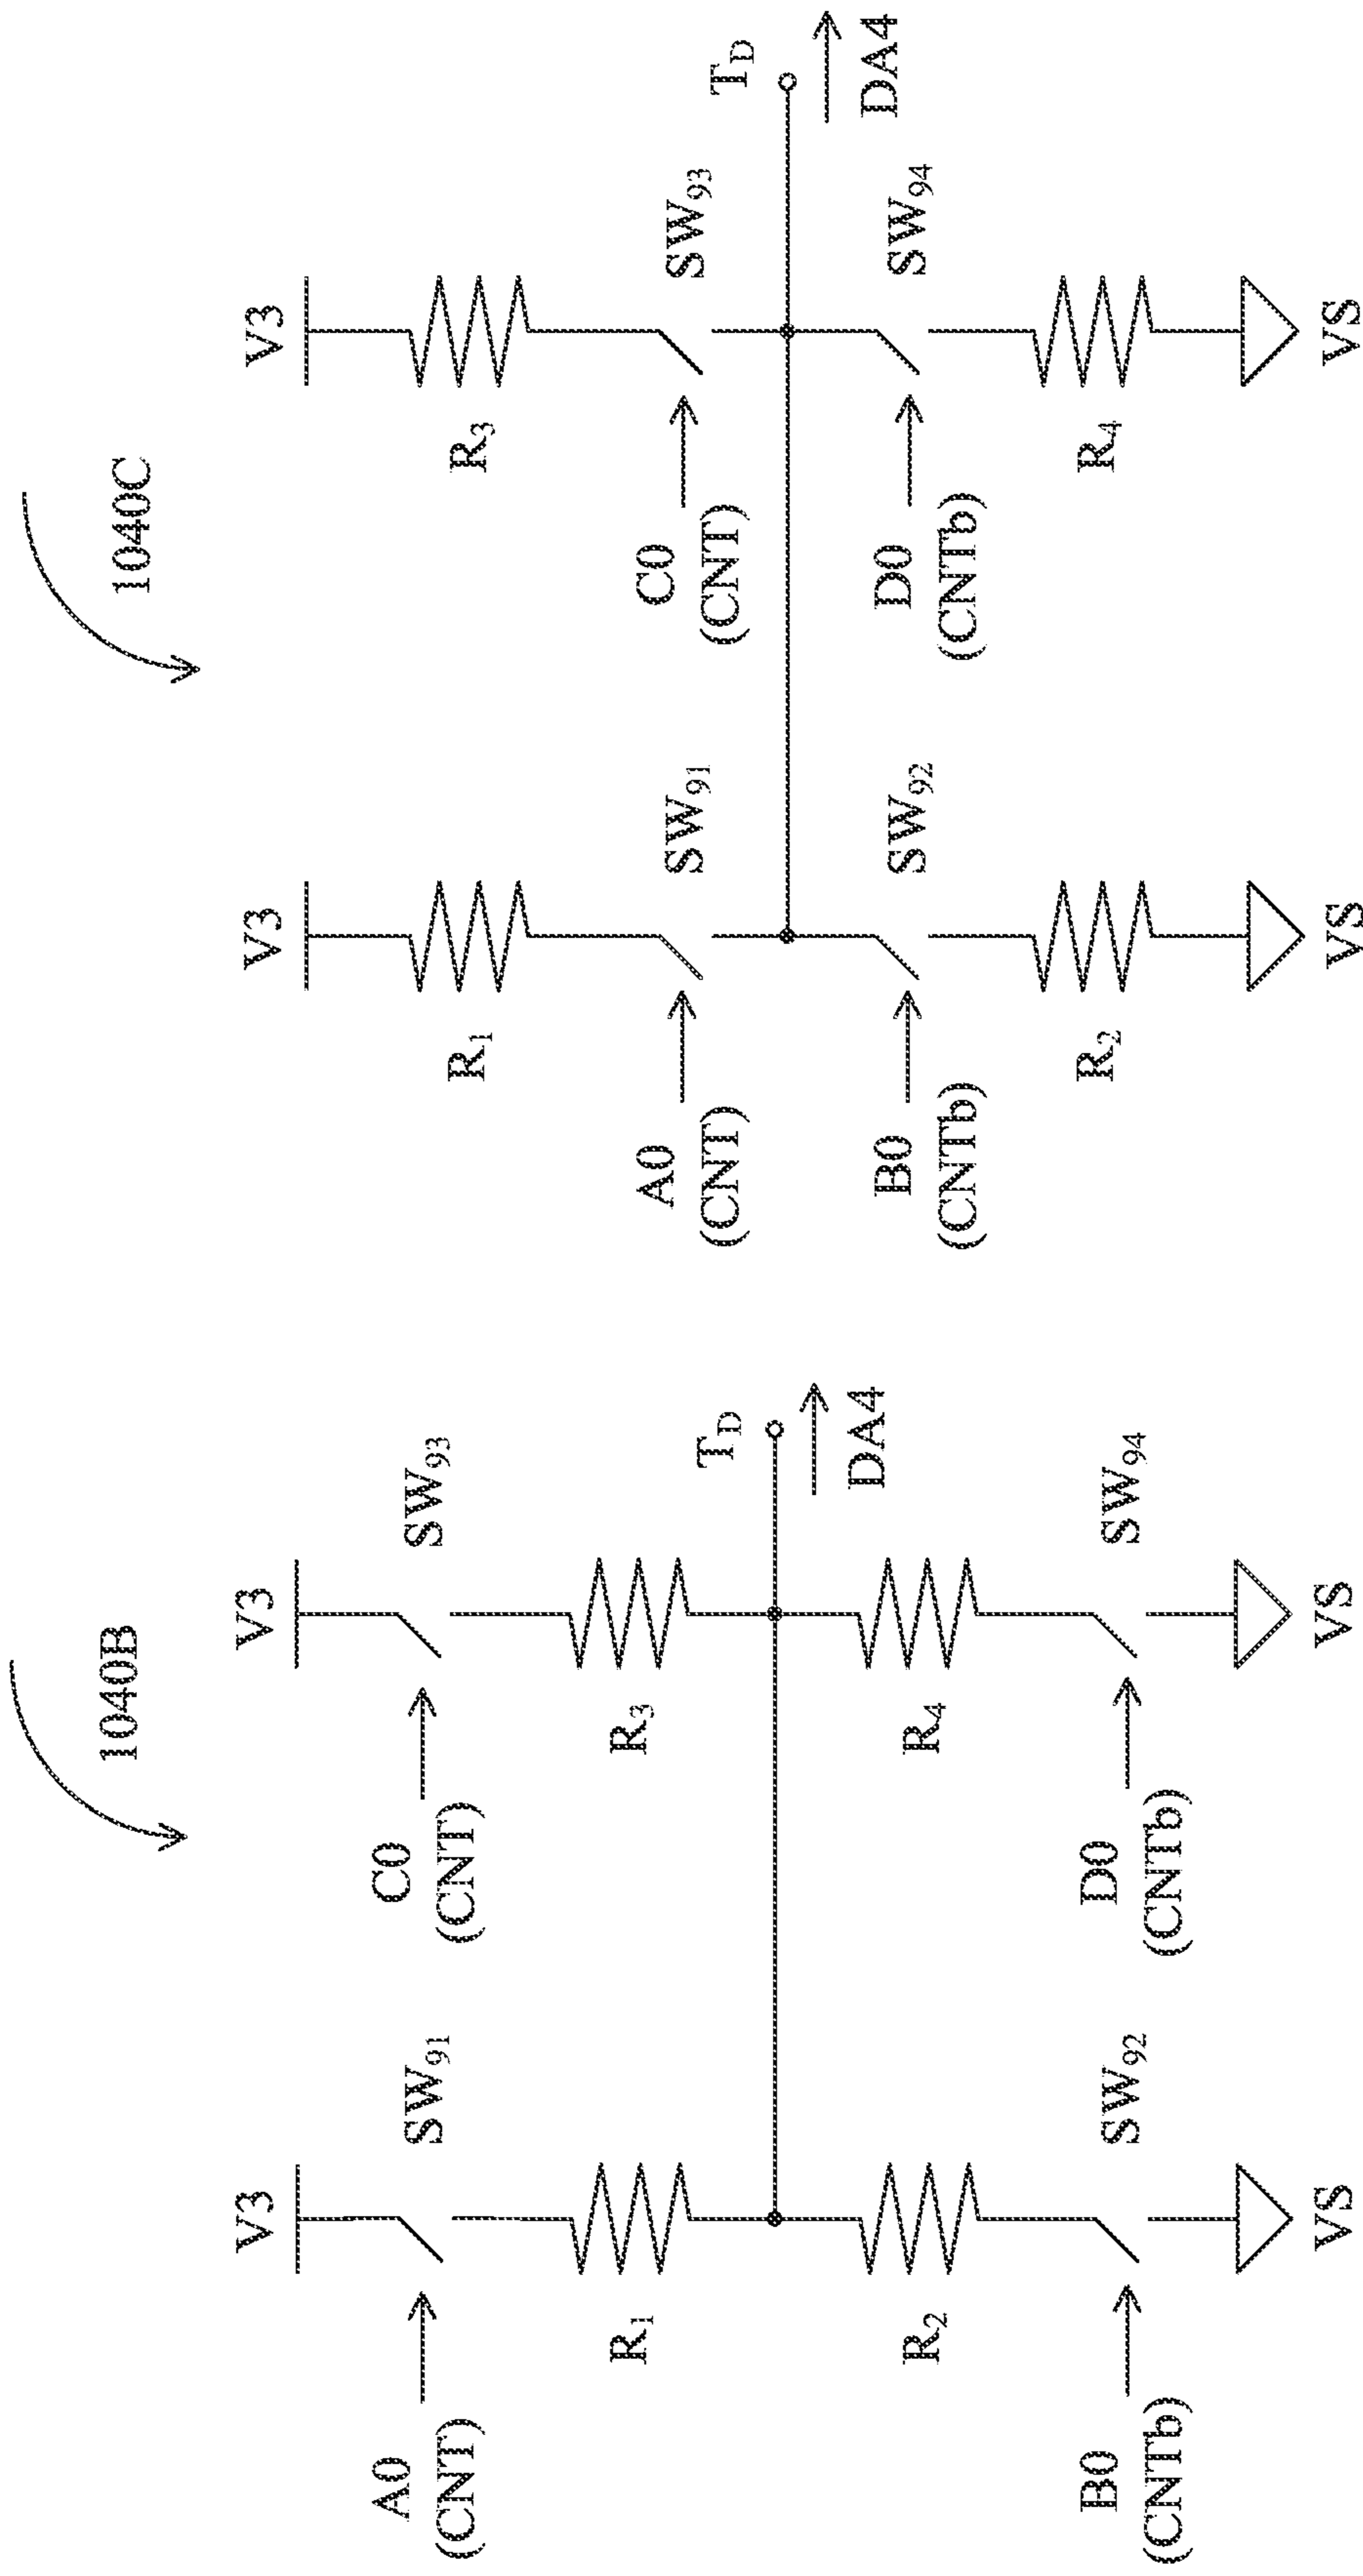 1040B
V3
V3
A0
(CNT)
SW91
C0
(CNT)
SW93
R1
R3
TD
DA4
R2
R4
B0
(CNTb)
SW92
D0
(CNTb)
SW94
VS
VS
1040C
V3
V3
R1
R3
A0
(CNT)
SW91
C0
(CNT)
SW93
TD
DA4
B0
(CNTb)
SW92
D0
(CNTb)
SW94
R2
R4
VS
VS